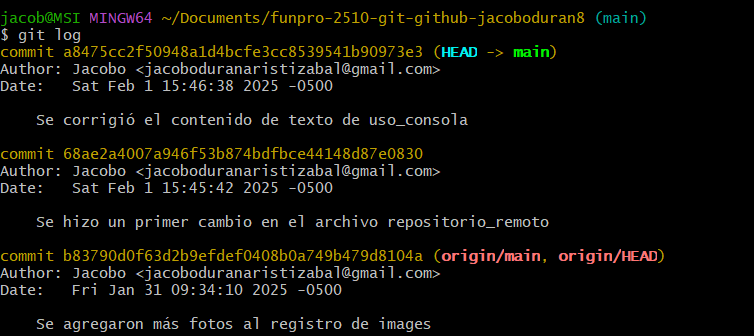 jacob@MSI MINGW64 ~/Documents/funpro-2510-git-github-jacoboduran8 (main)
$ git log
commit a8475cc2f50948a1d4bcfe3cc8539541b90973e3 (HEAD -> main)
Author: Jacobo <jacoboduranaristizabal@gmail.com>
Date:   Sat Feb 1 15:46:38 2025 -0500
    Se corrigió el contenido de texto de uso_consola
commit 68ae2a4007a946f53b874bdfbce44148d87e0830
Author: Jacobo <jacoboduranaristizabal@gmail.com>
Date:   Sat Feb 1 15:45:42 2025 -0500
    Se hizo un primer cambio en el archivo repositorio_remoto
commit b83790d0f63d2b9efdef0408b0a749b479d8104a (origin/main, origin/HEAD)
Author: Jacobo <jacoboduranaristizabal@gmail.com>
Date:   Fri Jan 31 09:34:10 2025 -0500
    Se agregaron más fotos al registro de images